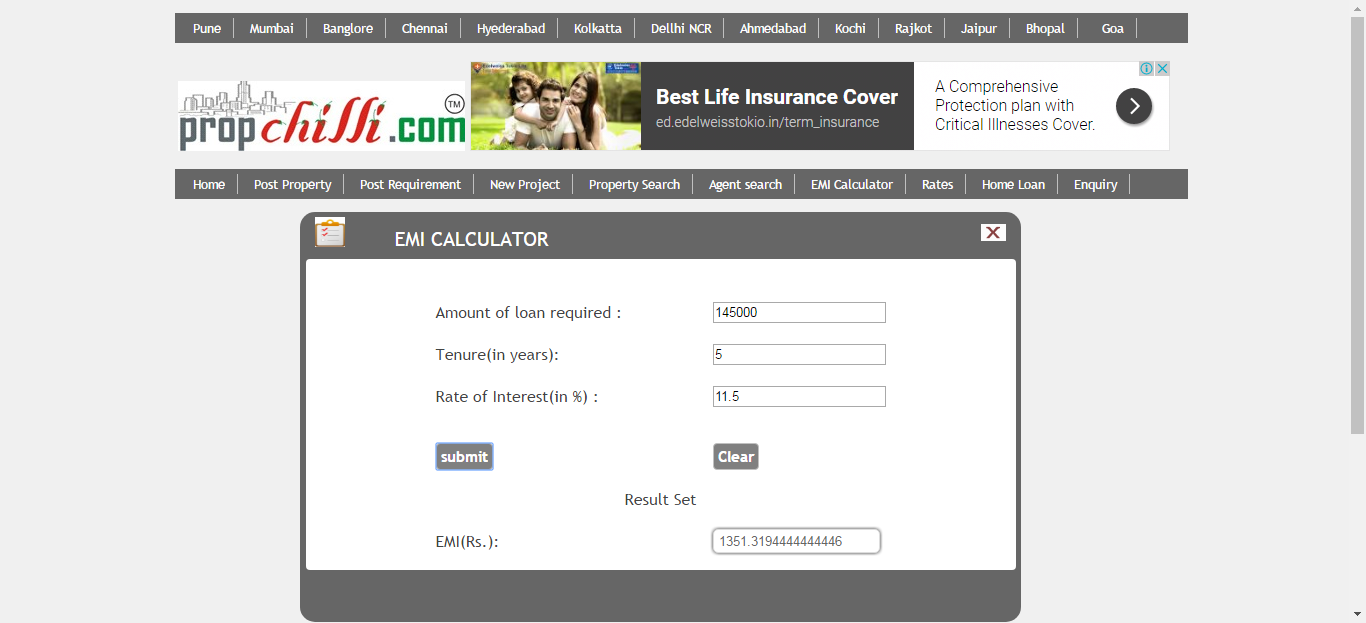 Pune Mumbai Banglore Chennai Hyederabad Kolkatta Dellhi NCR Ahmedabad Kochi Rajkot Jaipur Bhopal Goa
propchilli.com TM
Best Life Insurance Cover
ed.edelweisstokio.in/term_insurance
A Comprehensive
Protection plan with
Critical Illnesses Cover.
Home Post Property Post Requirement New Project Property Search Agent search EMI Calculator Rates Home Loan Enquiry
EMI CALCULATOR
Amount of loan required : 145000
Tenure(in years): 5
Rate of Interest(in %) : 11.5
submit Clear
Result Set
EMI(Rs.): 1351.3194444444446